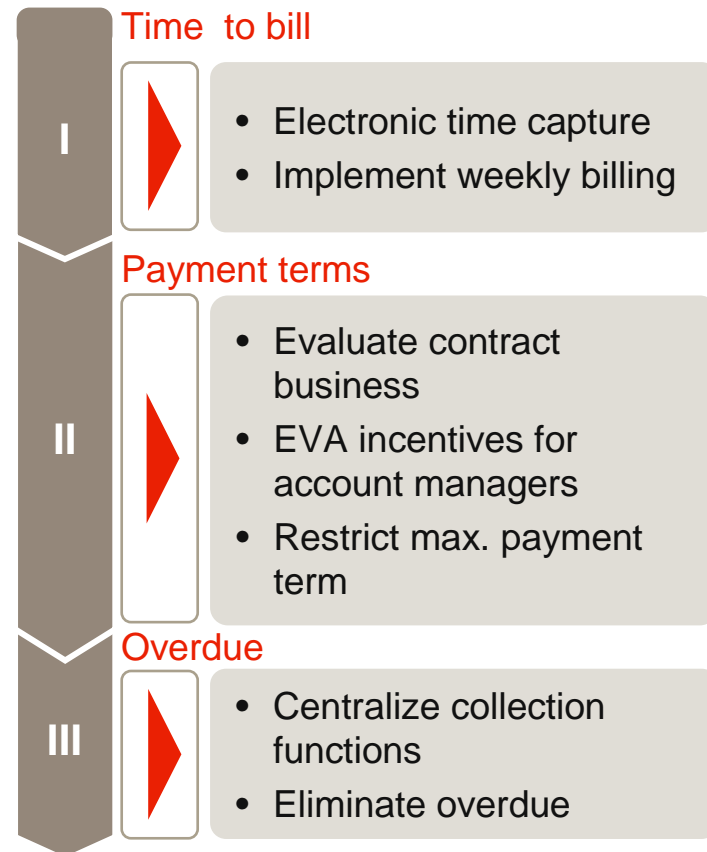 Time to bill
I
• Electronic time capture
• Implement weekly billing
Payment terms
II
• Evaluate contract
business
• EVA incentives for
account managers
• Restrict max. payment
term
Overdue
III
• Centralize collection
functions
• Eliminate overdue